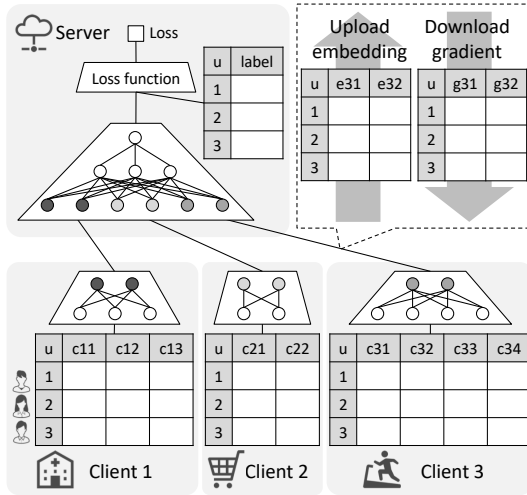 Server
Loss
Loss function
u label
1
2
3
Upload
embedding
u e31 e32
1
2
3
Download
gradient
u g31 g32
1
2
3
u c11 c12 c13
1
2
3
Client 1
u c21 c22
1
2
3
Client 2
u c31 c32 c33 c34
1
2
3
Client 3